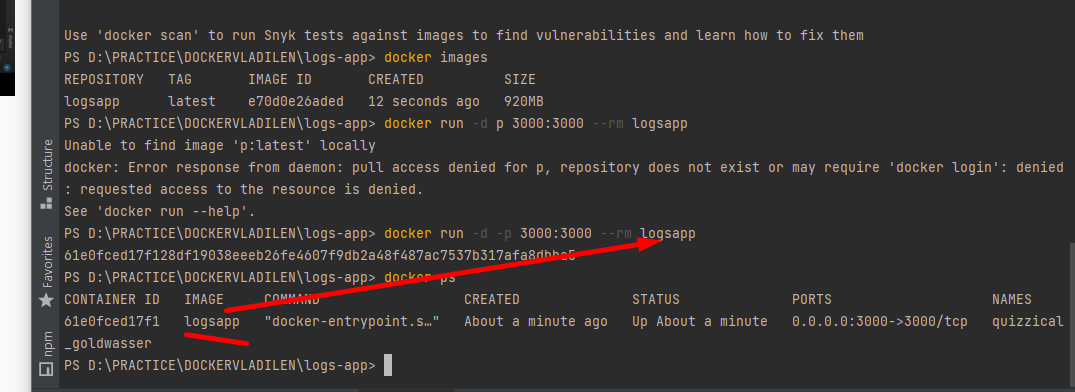 Use 'docker scan' to run Snyk tests against images to find vulnerabilities and learn how to fix them
PS D:\PRACTICE\DOCKERVLADILEN\logs-app> docker images
REPOSITORY TAG IMAGE ID CREATED SIZE
logsapp latest e70d0e26aded 12 seconds ago 920MB
PS D:\PRACTICE\DOCKERVLADILEN\logs-app> docker run -d p 3000:3000 --rm logsapp
Unable to find image 'p:latest' locally
docker: Error response from daemon: pull access denied for p, repository does not exist or may require 'docker login': denied
: requested access to the resource is denied.
See 'docker run --help'.
PS D:\PRACTICE\DOCKERVLADILEN\logs-app> docker run -d -p 3000:3000 --rm logsapp
PS D:\PRACTICE\DOCKERVLADILEN\logs-app> docker ps
CONTAINER ID IMAGE COMMAND CREATED STATUS PORTS NAMES
61e0fced17f1 logsapp "docker-entrypoint.s…" About a minute ago Up About a minute 0.0.0.0:3000->3000/tcp quizzical
_goldwasser
PS D:\PRACTICE\DOCKERVLADILEN\logs-app>
Structure
Favorites
npm